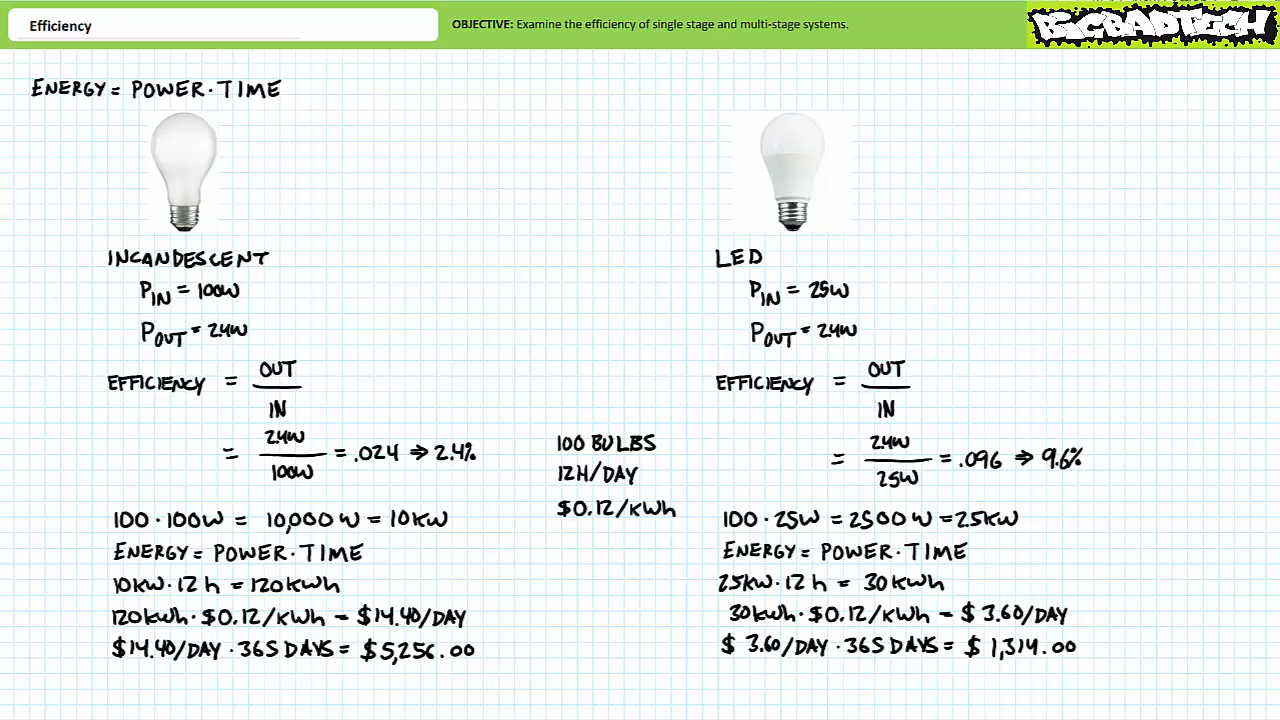 Efficiency
OBJECTIVE: Examine the efficiency of single stage and multi-stage systems.
BIGBADTECH
ENERGY = POWER · TIME
INCANDESCENT
PIN = 100W
POUT = 2.4W
EFFICIENCY = OUT / IN
= 2.4W / 100W = .024 ⇒ 2.4%
100 · 100W = 10,000 W = 10KW
ENERGY = POWER · TIME
10KW · 12 h = 120KWh
120KWh · $0.12/KWh = $14.40/DAY
$14.40/DAY · 365 DAYS = $5,256.00
100 BULBS
12H/DAY
$0.12/KWh
LED
PIN = 25W
POUT = 2.4W
EFFICIENCY = OUT / IN
= 2.4W / 25W = .096 ⇒ 9.6%
100 · 25W = 2500 W = 2.5KW
ENERGY = POWER · TIME
2.5KW · 12 h = 30KWh
30KWh · $0.12/KWh = $3.60/DAY
$3.60/DAY · 365 DAYS = $1,314.00